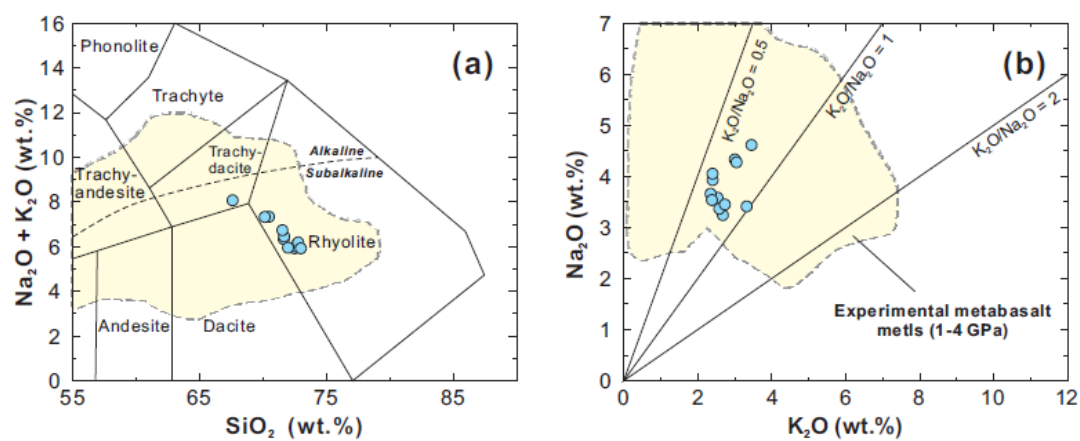 16
14
12
10
8
6
4
2
0
55
65
75
85
Na₂O + K₂O (wt.%)
SiO₂ (wt.%)
(a)
Phonolite
Trachyte
Trachy-
dacite
Alkaline
Subalkaline
Trachy-
andesite
Rhyolite
Andesite
Dacite
7
6
5
4
3
2
1
0
0
2
4
6
8
10
12
Na₂O (wt.%)
K₂O (wt.%)
(b)
K₂O/Na₂O = 0.5
K₂O/Na₂O = 1
K₂O/Na₂O = 2
Experimental metabasalt
metls (1-4 GPa)